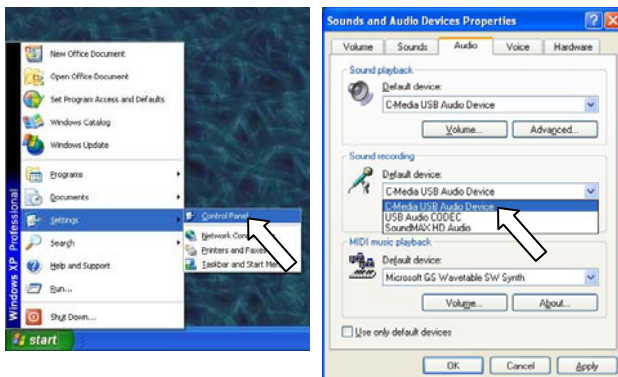 New Office Document
Open Office Document
Set Program Access and Defaults
Windows Catalog
Windows Update
Programs
Documents
Settings
Search
Help and Support
Run...
Shut Down...
Windows XP Professional
Control Panel
Network Con
Printers and Faxes
Taskbar and Start Me
start
Sounds and Audio Devices Properties
Volume Sounds Audio Voice Hardware
Sound playback
Default device:
C-Media USB Audio Device
Volume... Advanced...
Sound recording
Default device:
C-Media USB Audio Device
C-Media USB Audio Device
USB Audio CODEC
SoundMAX HD Audio
MIDI music playback
Default device:
Microsoft GS Wavetable SW Synth
Volume... About...
Use only default devices
OK Cancel Apply